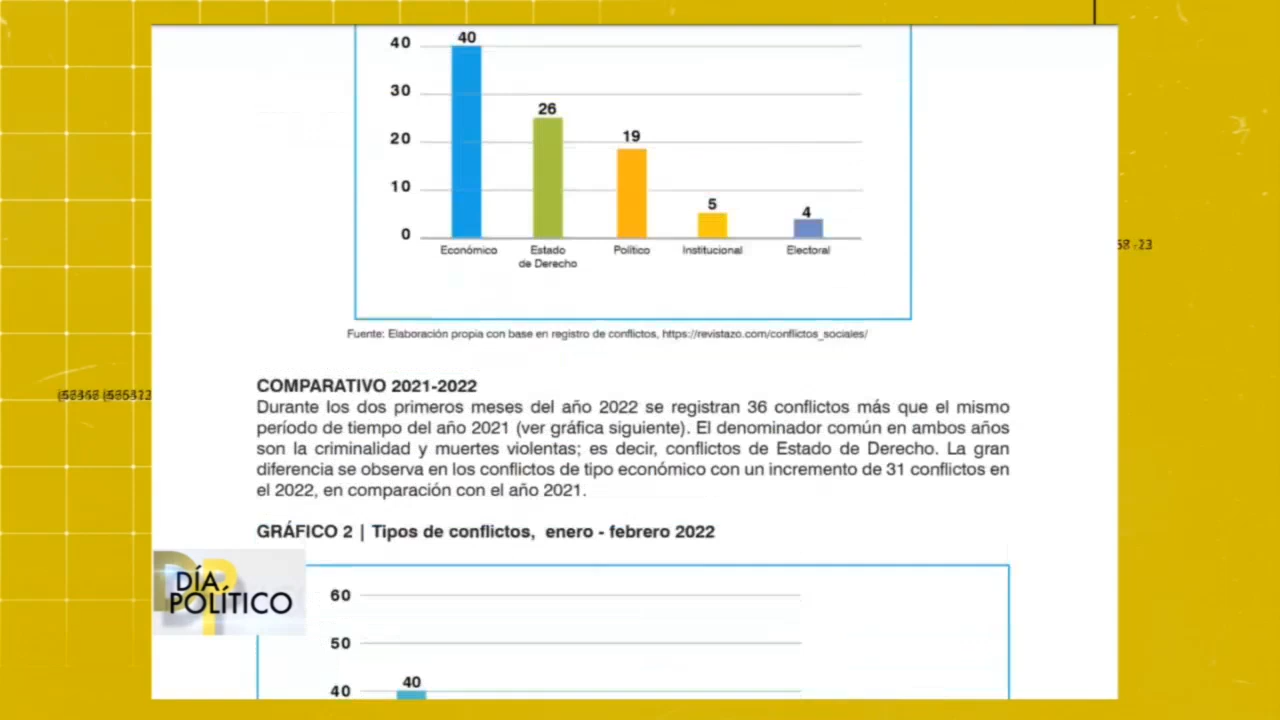 40
40
30
26
20
19
10
5
4
0
Económico
Estado
de Derecho
Político
Institucional
Electoral
Fuente: Elaboración propia con base en registro de conflictos, https://revistazo.com/conflictos_sociales/
COMPARATIVO 2021-2022
Durante los dos primeros meses del año 2022 se registran 36 conflictos más que el mismo
período de tiempo del año 2021 (ver gráfica siguiente). El denominador común en ambos años
son la criminalidad y muertes violentas; es decir, conflictos de Estado de Derecho. La gran
diferencia se observa en los conflictos de tipo económico con un incremento de 31 conflictos en
el 2022, en comparación con el año 2021.
GRÁFICO 2 | Tipos de conflictos, enero - febrero 2022
DÍA
POLÍTICO
60
50
40
40